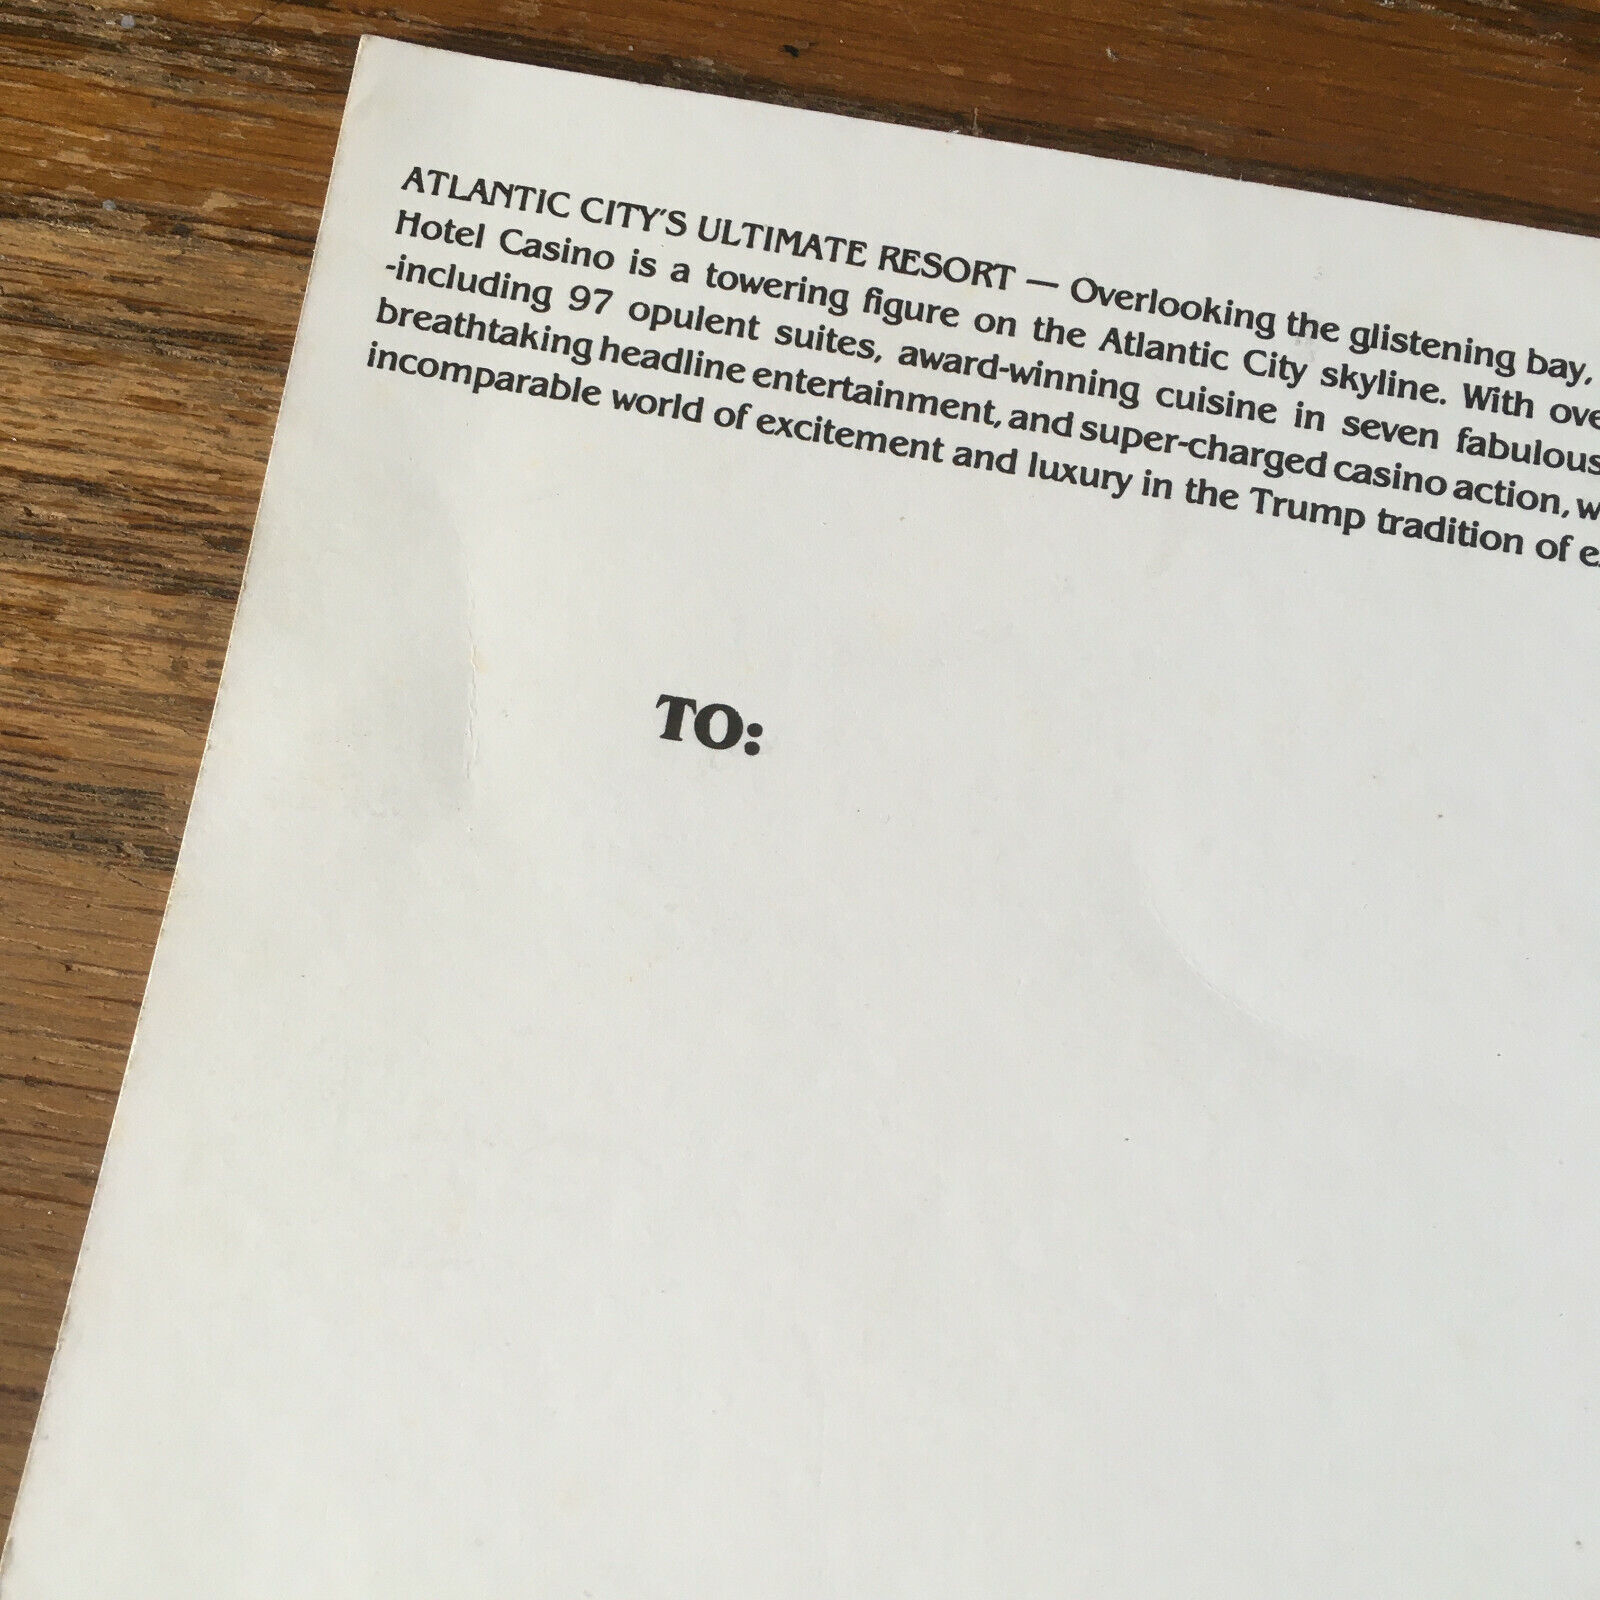 ATLANTIC CITY'S ULTIMATE RESORT — Overlooking the glistening bay,
Hotel Casino is a towering figure on the Atlantic City skyline. With
-including 97 opulent suites, award-winning cuisine in seven fabulous
breathtaking headline entertainment, and super-charged casino action,
incomparable world of excitement and luxury in the Trump tradition of
TO: